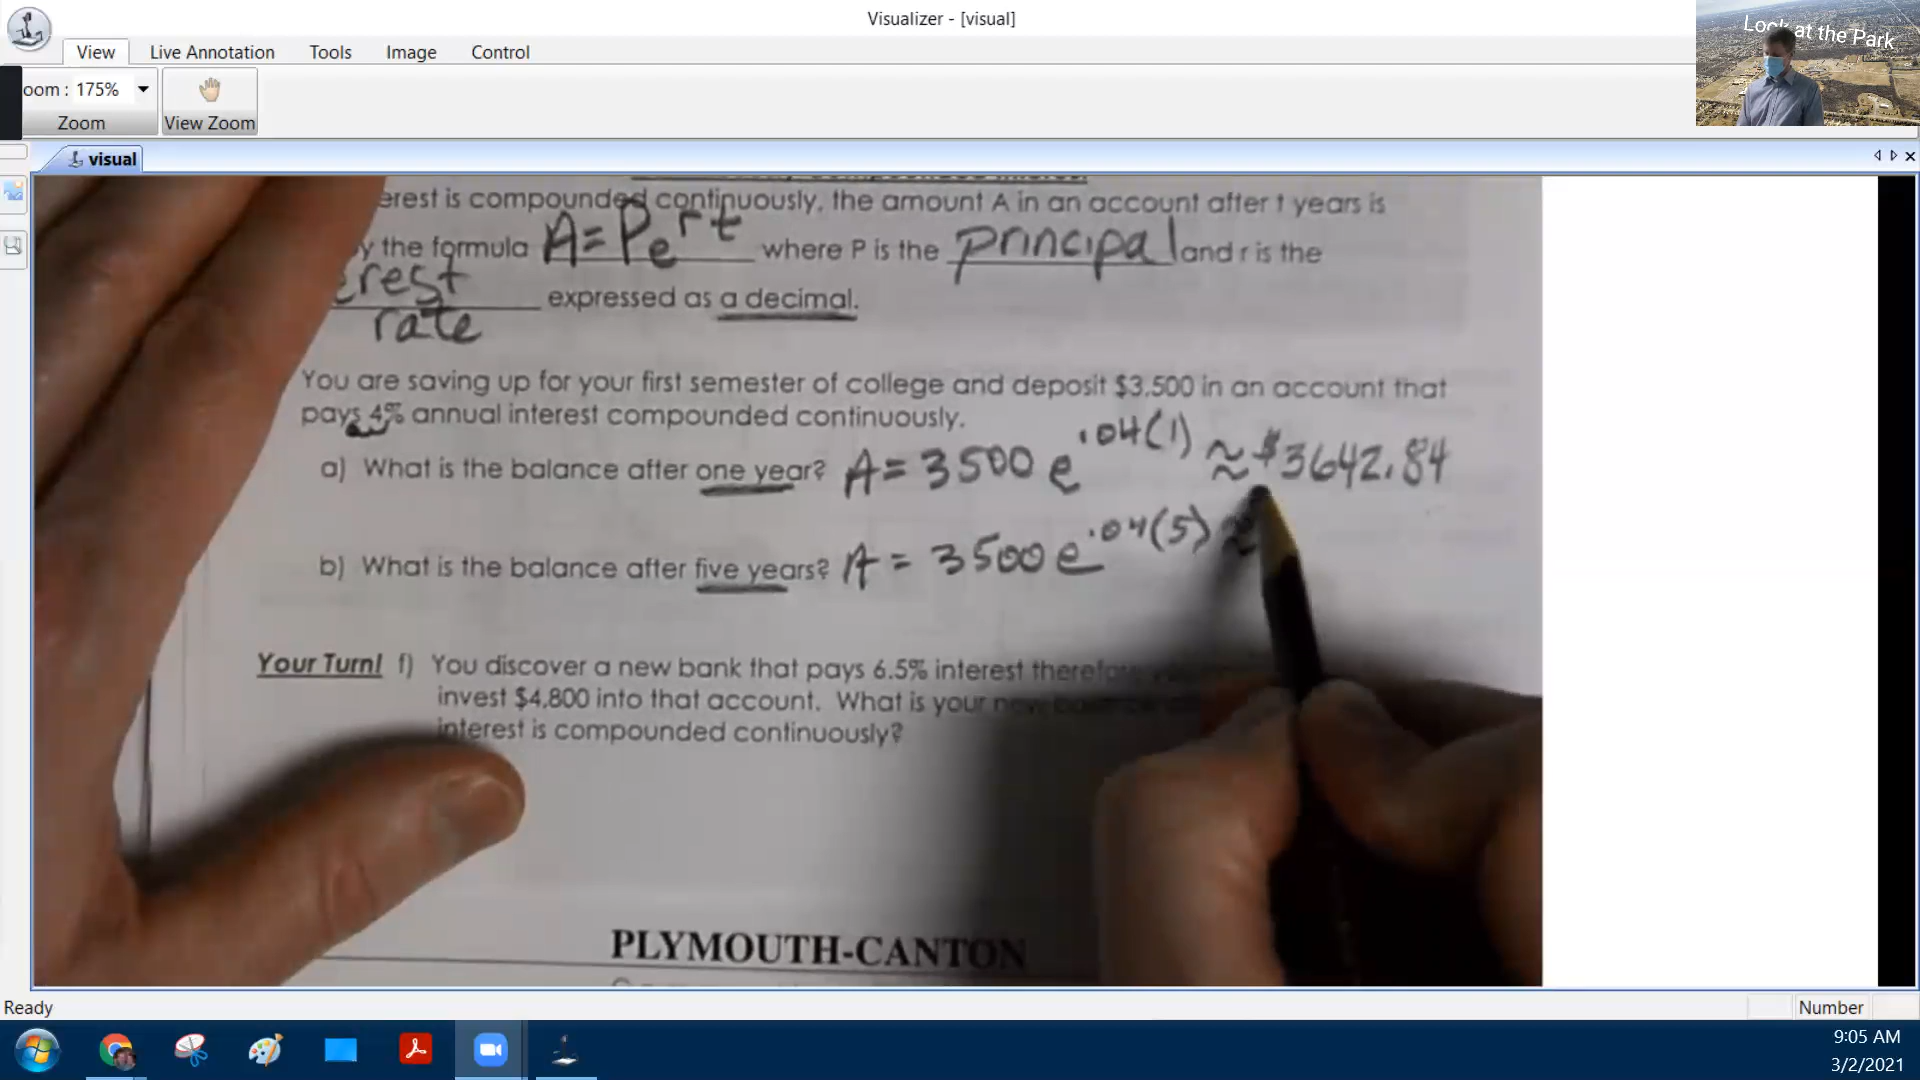 Visualizer - [visual]
Look at the Park
View Live Annotation Tools Image Control
oom : 175%
Zoom View Zoom
visual
erest is compounded continuously, the amount A in an account after t years is
y the formula A = Pe^rt where P is the principal and r is the
erest rate expressed as a decimal.
You are saving up for your first semester of college and deposit $3,500 in an account that
pays 4% annual interest compounded continuously.
a) What is the balance after one year? A = 3500 e^.04(1) ≈ $3642.84
b) What is the balance after five years? A = 3500 e^.04(5) ≈
Your Turn! f) You discover a new bank that pays 6.5% interest therefore
invest $4,800 into that account. What is your new balance
interest is compounded continuously?
PLYMOUTH-CANTON
Ready
Number
9:05 AM
3/2/2021